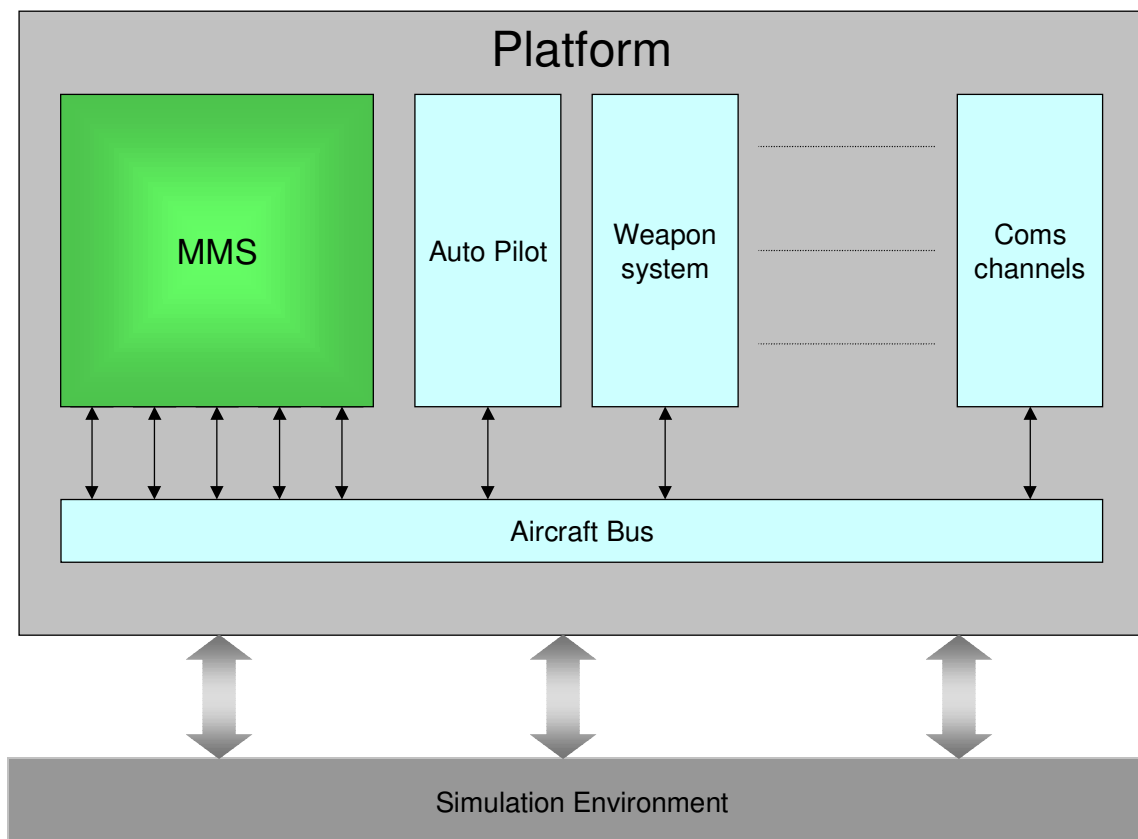 Platform
MMS
Auto Pilot
Weapon
system
Coms
channels
Aircraft Bus
Simulation Environment